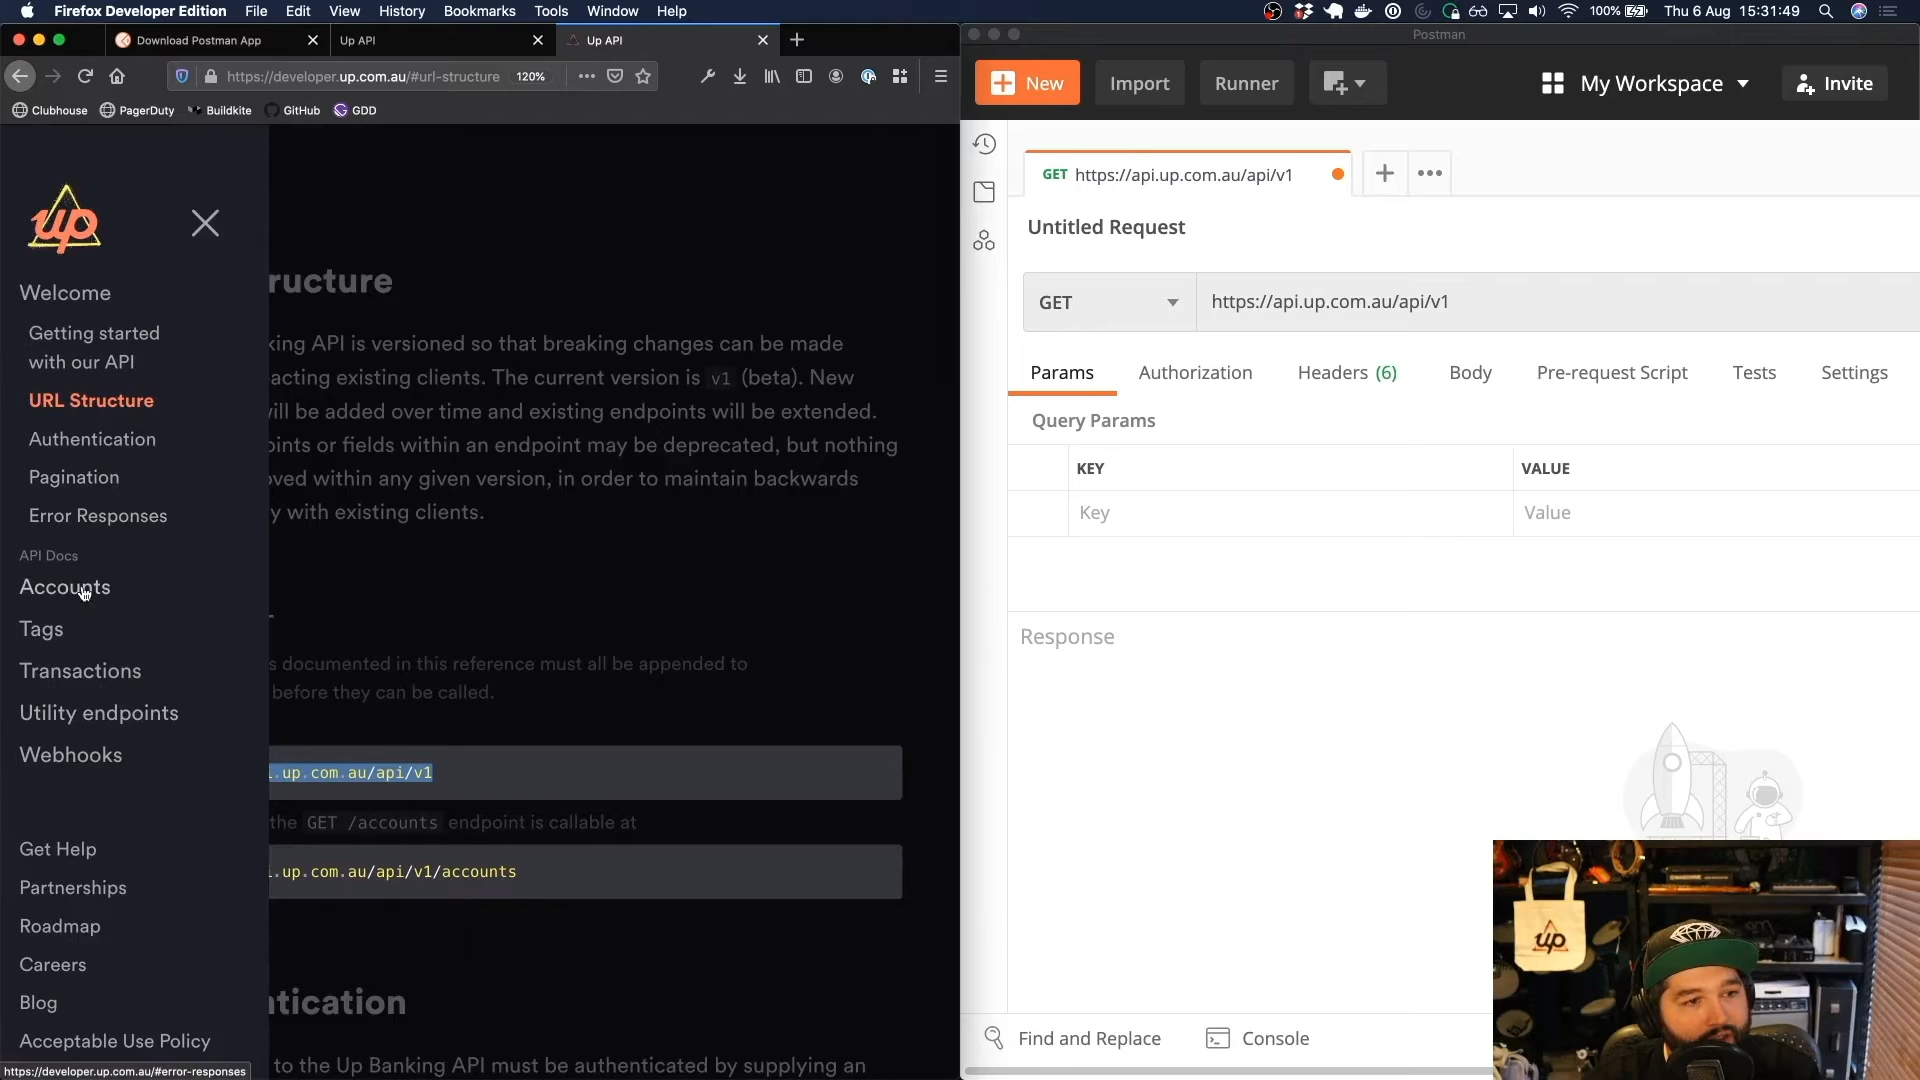 Firefox Developer Edition File Edit View History Bookmarks Tools Window Help
100% Thu 6 Aug 15:31:49
Download Postman App
Up API
Up API
https://developer.up.com.au/#url-structure 120%
Clubhouse PagerDuty Buildkite GitHub GDD
up
Welcome
Getting started
with our API
URL Structure
Authentication
Pagination
Error Responses
API Docs
Accounts
Tags
Transactions
Utility endpoints
Webhooks
Get Help
Partnerships
Roadmap
Careers
Blog
Acceptable Use Policy
https://developer.up.com.au/#error-responses
ructure
king API is versioned so that breaking changes can be made
acting existing clients. The current version is v1 (beta). New
ill be added over time and existing endpoints will be extended.
oints or fields within an endpoint may be deprecated, but nothing
oved within any given version, in order to maintain backwards
y with existing clients.
s documented in this reference must all be appended to
before they can be called.
i.up.com.au/api/v1
the GET /accounts endpoint is callable at
i.up.com.au/api/v1/accounts
ntication
to the Up Banking API must be authenticated by supplying an
Postman
New Import Runner My Workspace Invite
GET https://api.up.com.au/api/v1
Untitled Request
GET https://api.up.com.au/api/v1
Params Authorization Headers (6) Body Pre-request Script Tests Settings
Query Params
KEY VALUE
Key Value
Response
Find and Replace Console
up